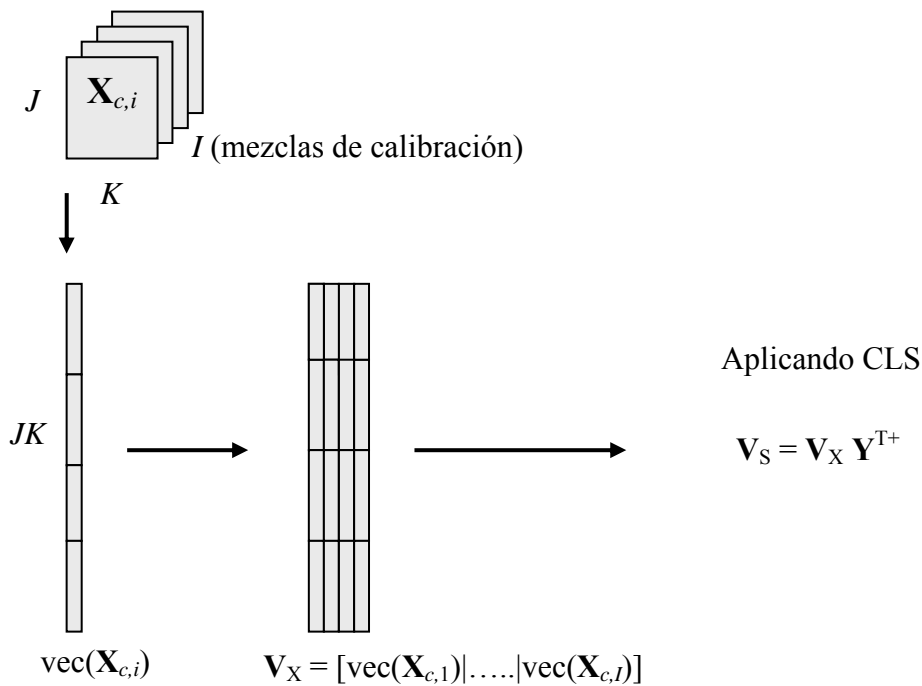 J
X_{c,i}
I (mezclas de calibración)
K
JK
Aplicando CLS
V_S = V_X Y^{T+}
vec(X_{c,i})
V_X = [vec(X_{c,1})|.....|vec(X_{c,I})]